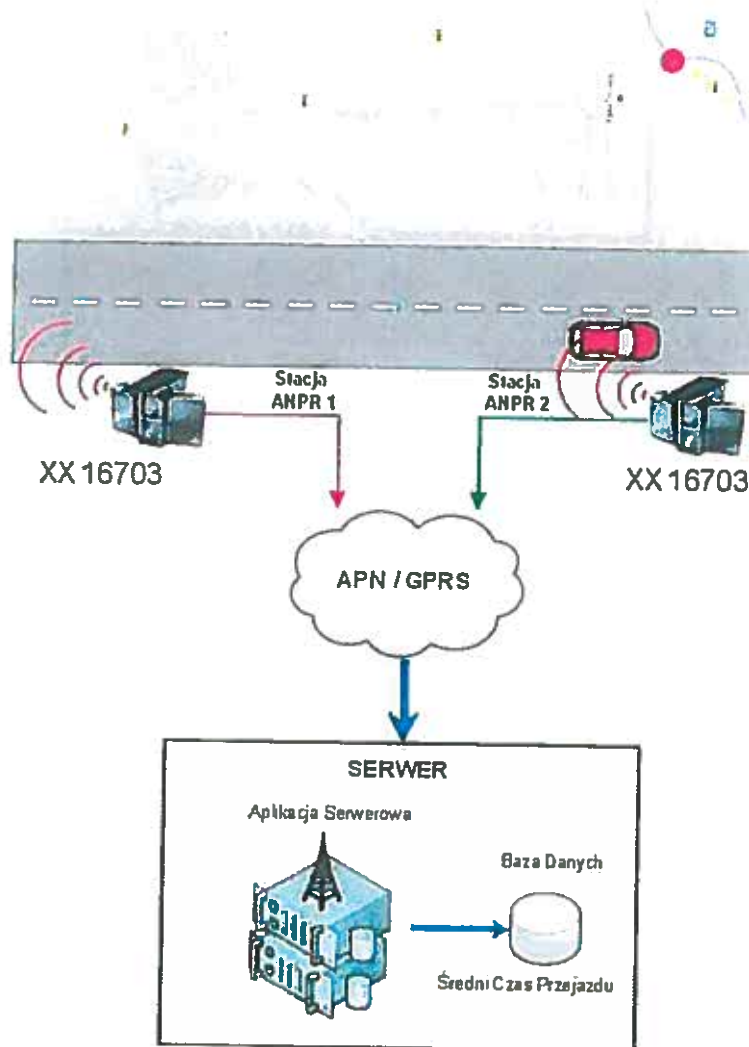 Stacja
ANPR 1
Stacja
ANPR 2
XX 16703
XX 16703
APN / GPRS
SERWER
Aplikacja Serwerowa
Baza Danych
Średni Czas Przejazdu